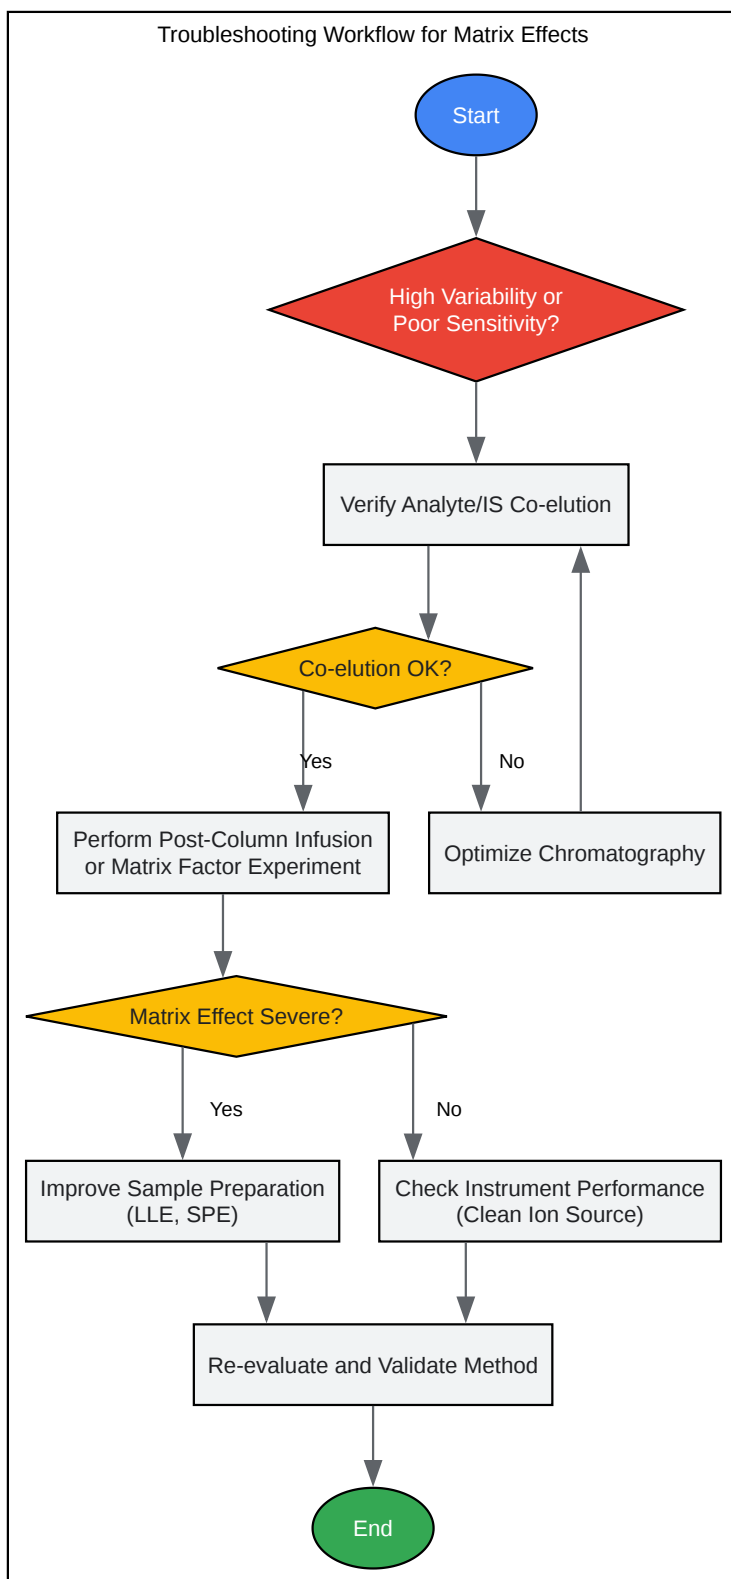 Troubleshooting Workflow for Matrix Effects
Start
High Variability or
Poor Sensitivity?
Verify Analyte/IS Co-elution
Co-elution OK?
Yes
No
Perform Post-Column Infusion
or Matrix Factor Experiment
Optimize Chromatography
Matrix Effect Severe?
Yes
No
Improve Sample Preparation
(LLE, SPE)
Check Instrument Performance
(Clean Ion Source)
Re-evaluate and Validate Method
End